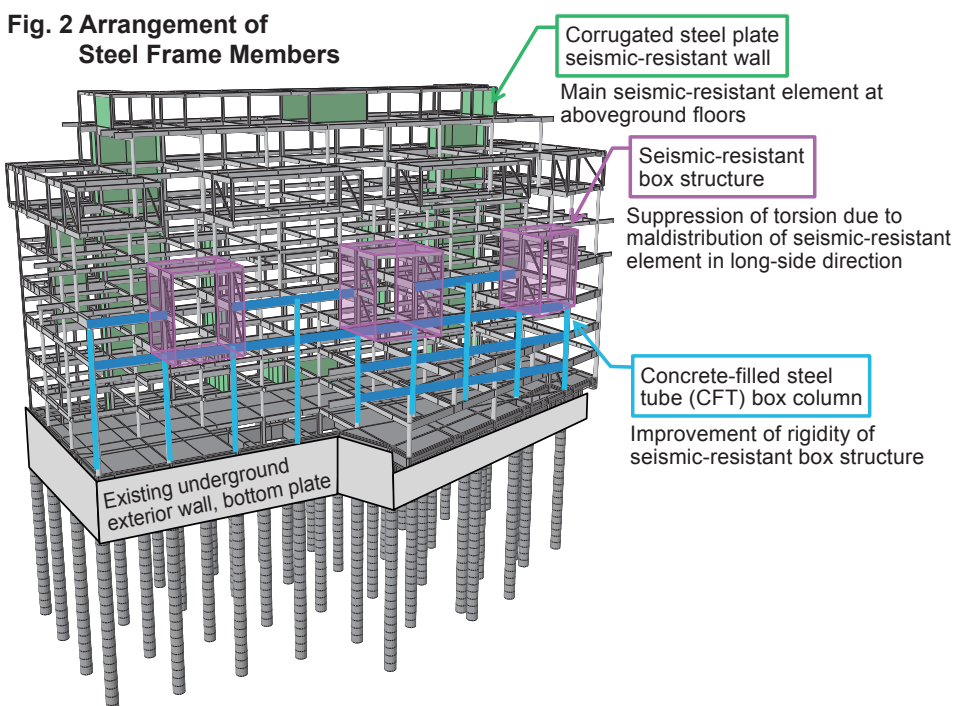 Fig. 2 Arrangement of
Steel Frame Members
Corrugated steel plate
seismic-resistant wall
Main seismic-resistant element at
aboveground floors
Seismic-resistant
box structure
Suppression of torsion due to
maldistribution of seismic-resistant
element in long-side direction
Concrete-filled steel
tube (CFT) box column
Improvement of rigidity of
seismic-resistant box structure
Existing underground
exterior wall, bottom plate